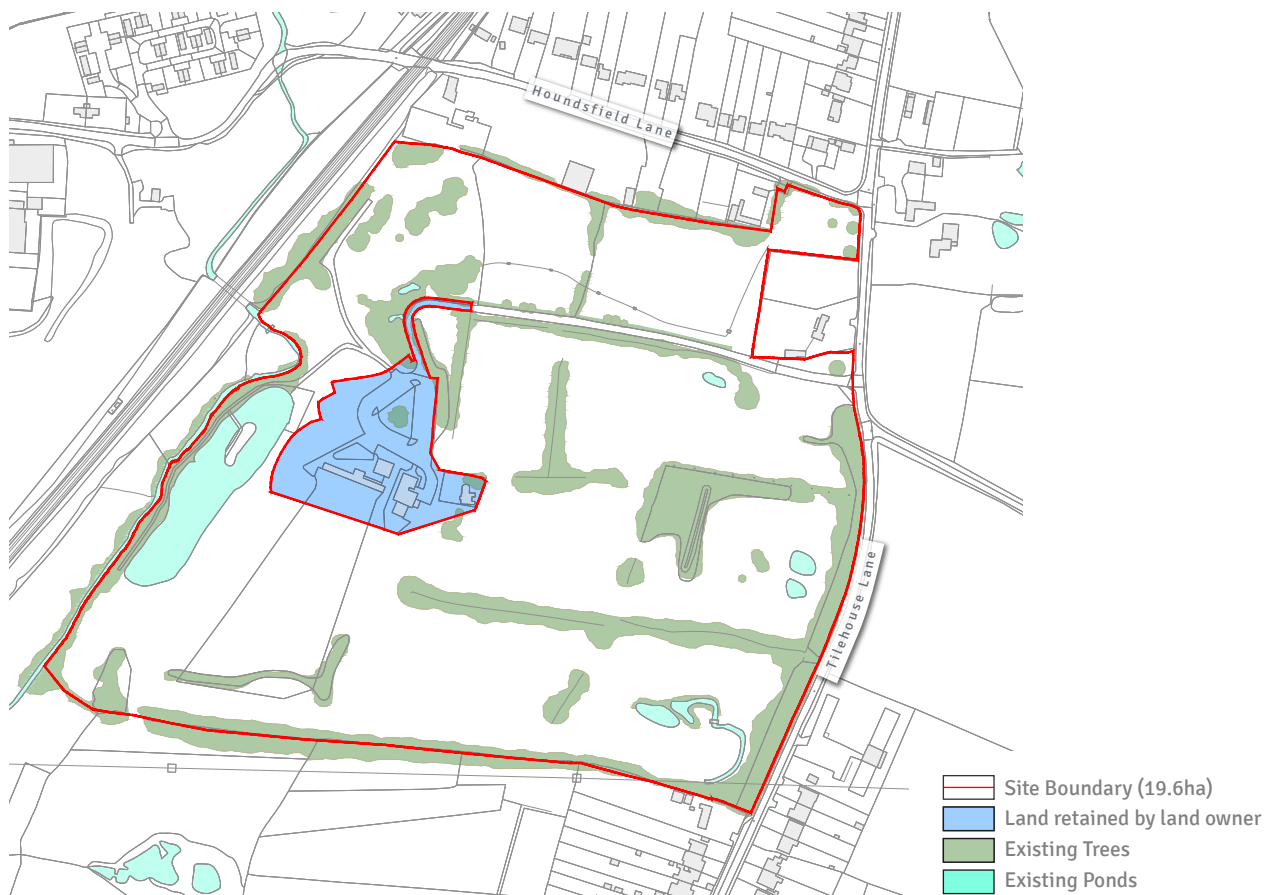 Houndsfield Lane
Tilehouse Lane
Site Boundary (19.6ha)
Land retained by land owner
Existing Trees
Existing Ponds